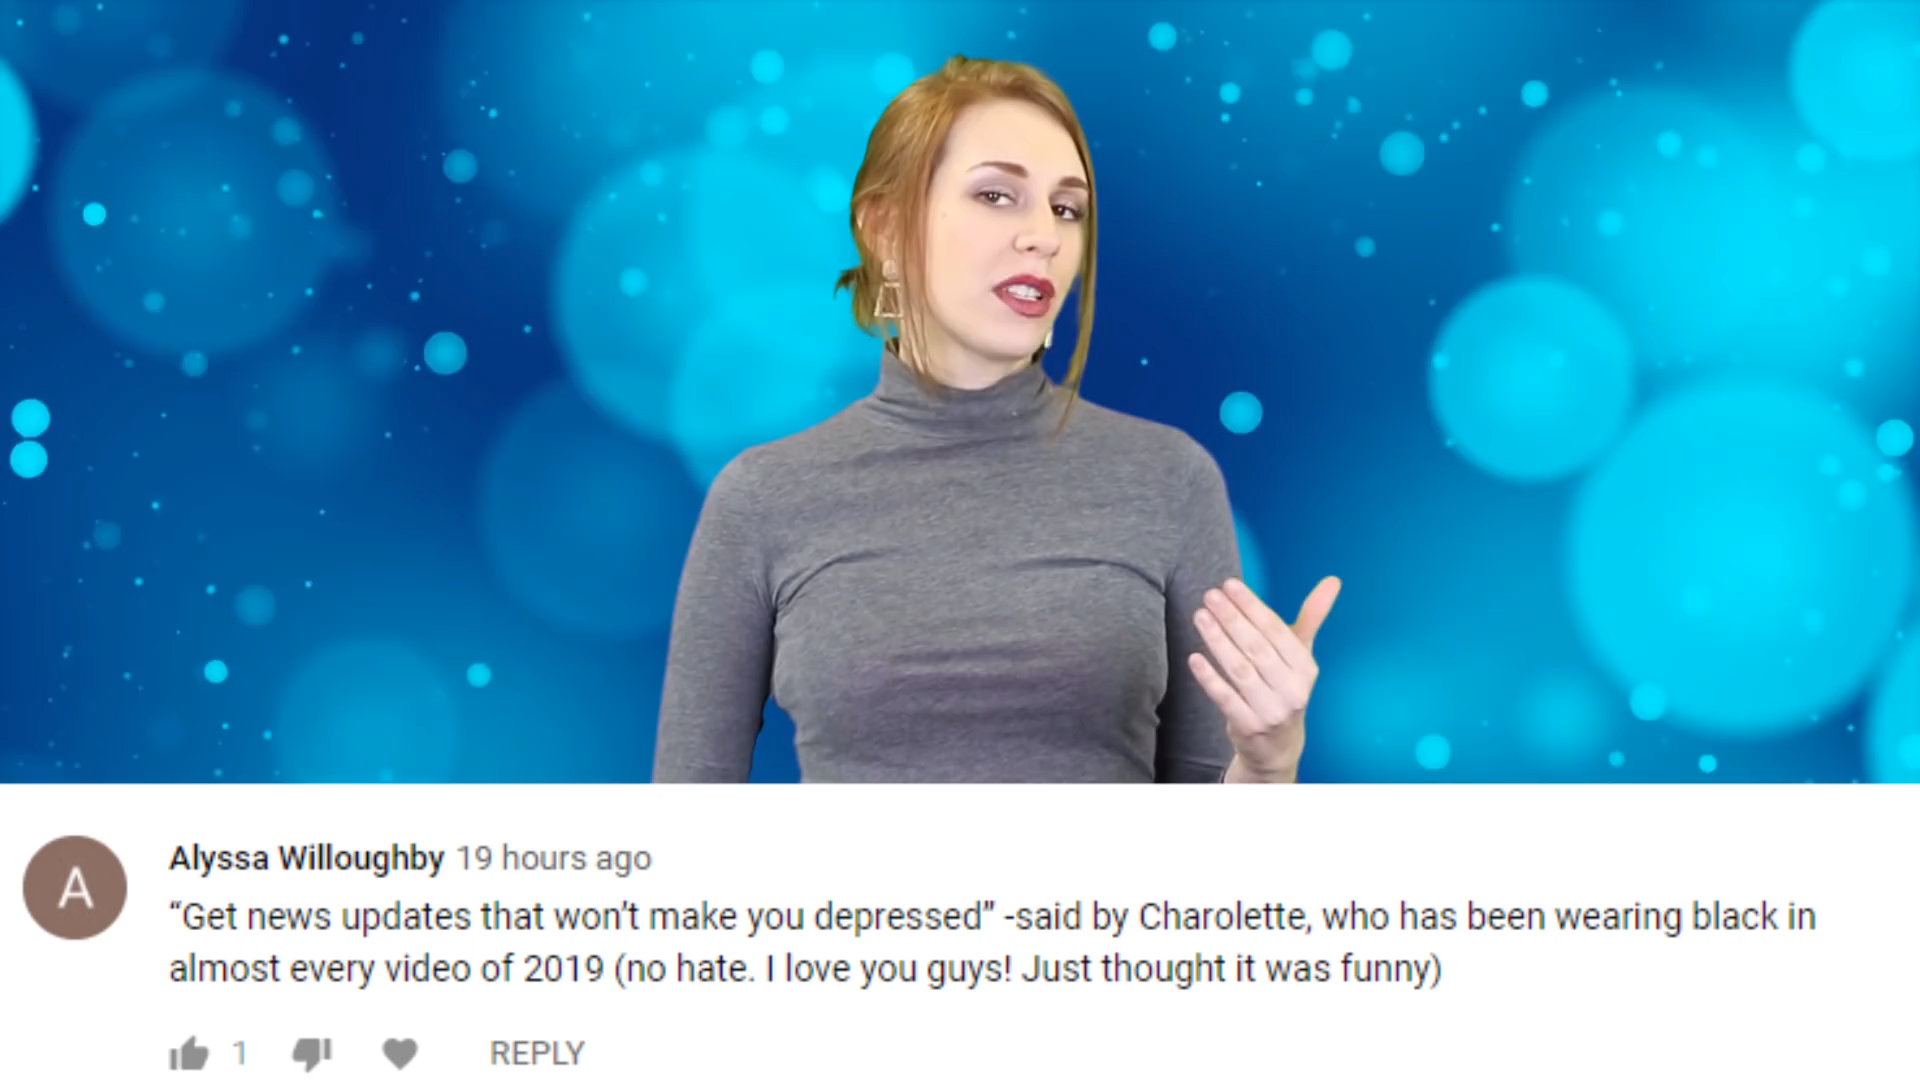 A
Alyssa Willoughby 19 hours ago
“Get news updates that won’t make you depressed” -said by Charolette, who has been wearing black in
almost every video of 2019 (no hate. I love you guys! Just thought it was funny)
1 REPLY